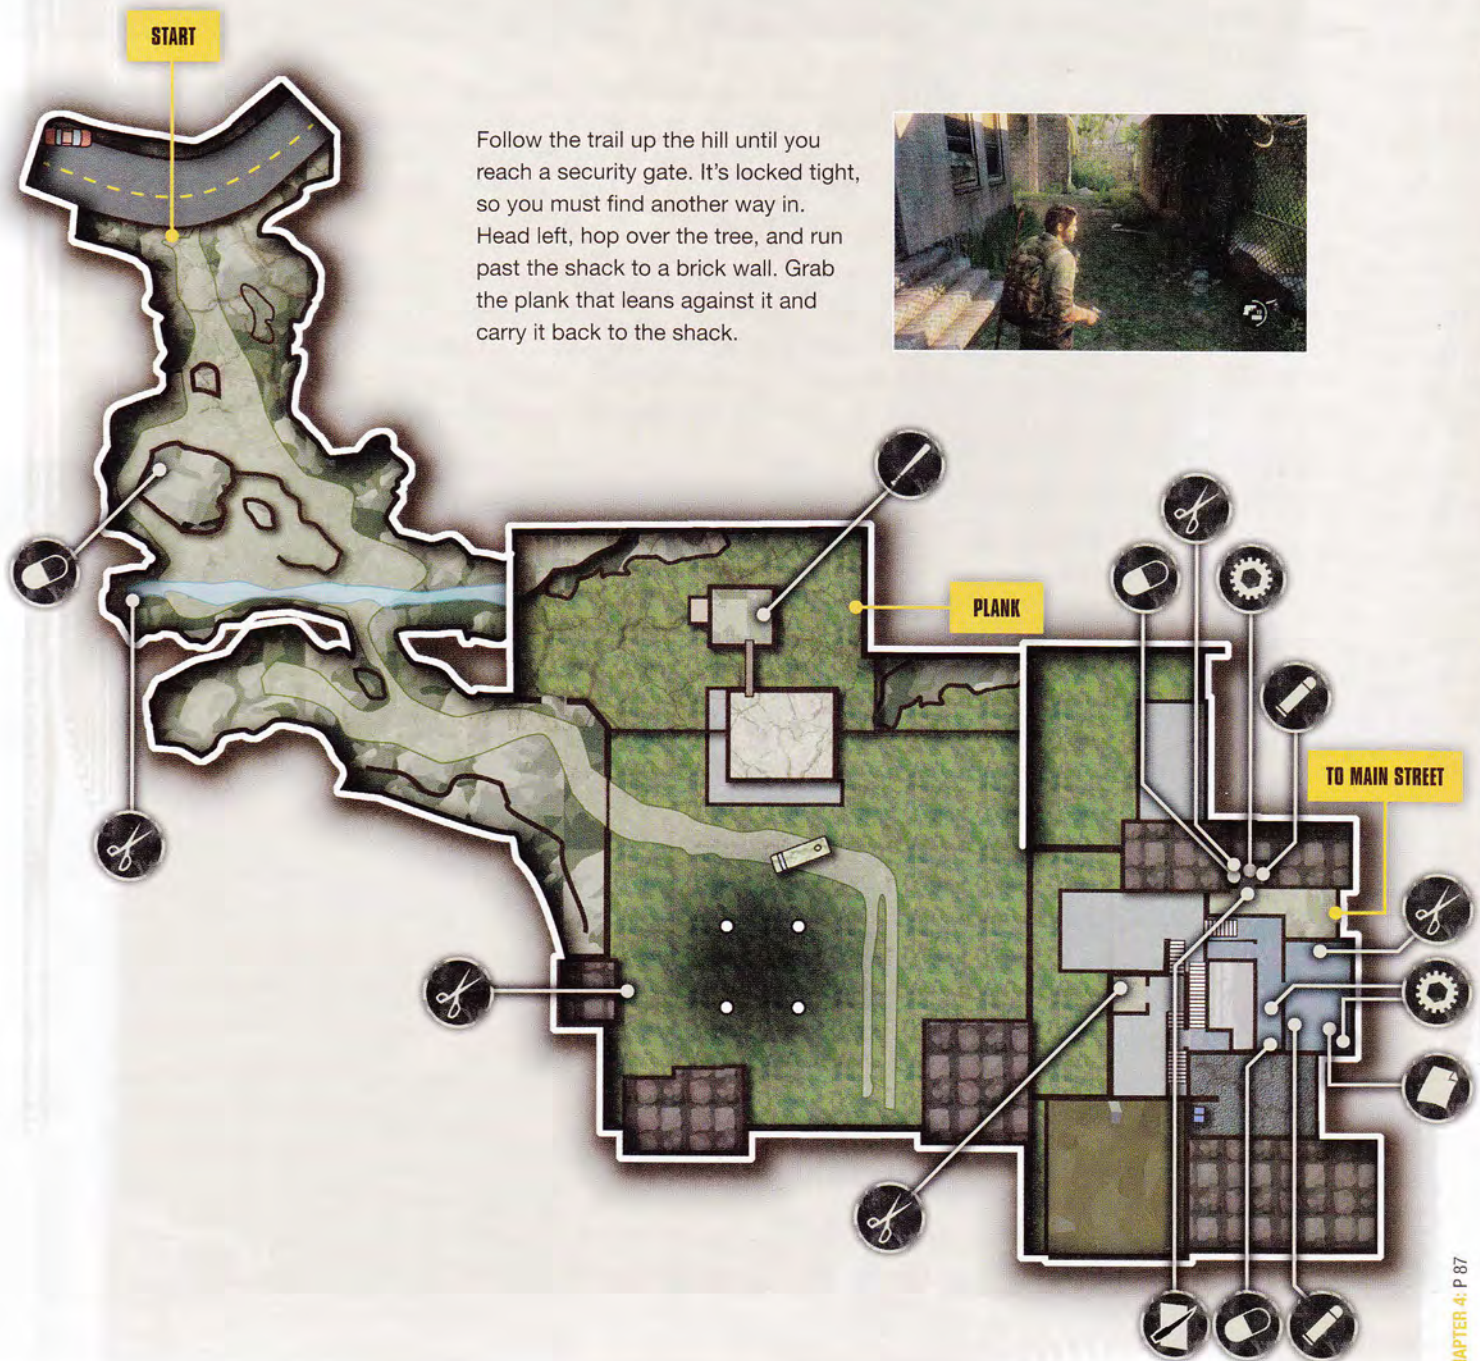 START
Follow the trail up the hill until you
reach a security gate. It's locked tight,
so you must find another way in.
Head left, hop over the tree, and run
past the shack to a brick wall. Grab
the plank that leans against it and
carry it back to the shack.
PLANK
TO MAIN STREET
APTER 4: P 87